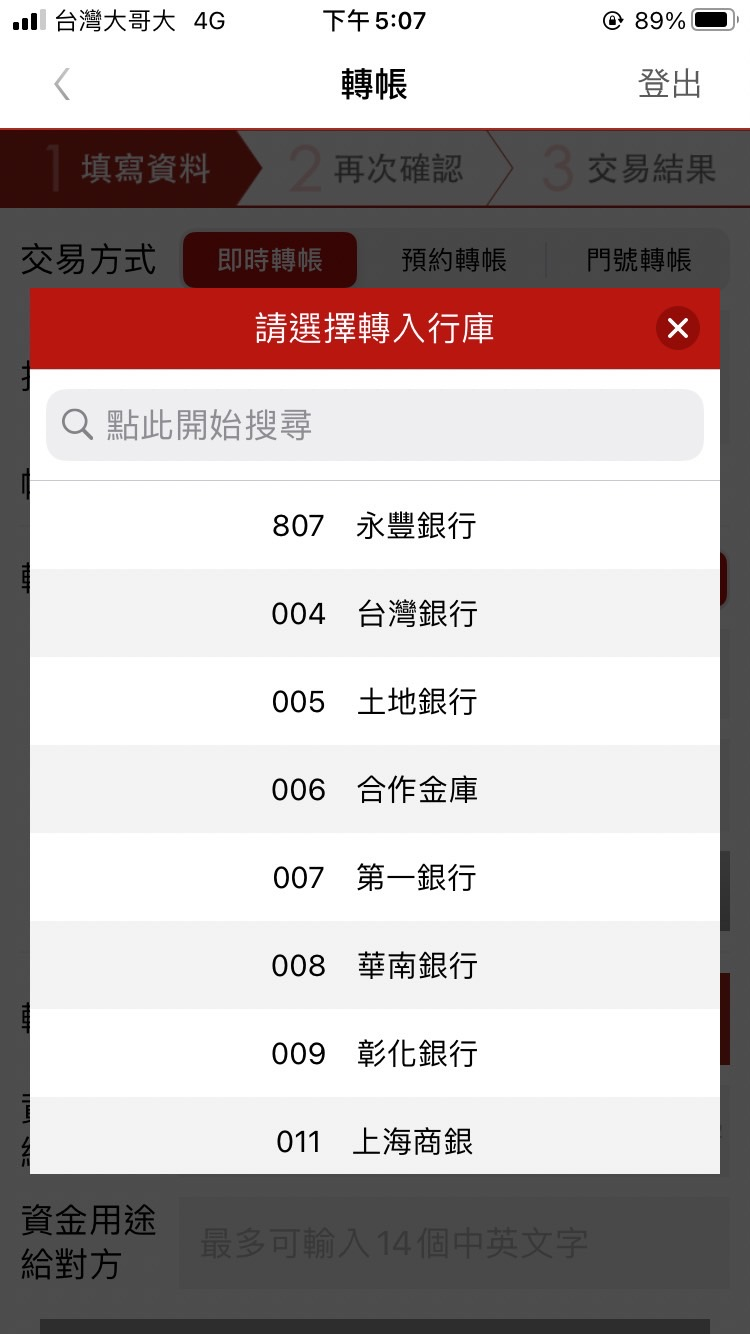 台灣大哥大 4G 下午5:07 89%
轉帳 登出
1 填寫資料 2 再次確認 3 交易結果
交易方式 即時轉帳 預約轉帳 門號轉帳
請選擇轉入行庫
點此開始搜尋
807 永豐銀行
004 台灣銀行
005 土地銀行
006 合作金庫
007 第一銀行
008 華南銀行
009 彰化銀行
011 上海商銀
資金用途
給對方
最多可輸入14個中英文字